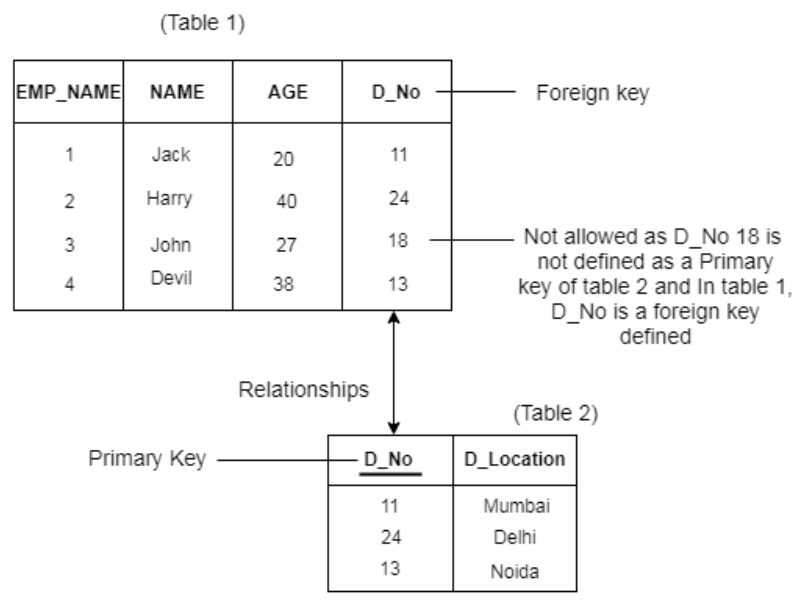 (Table 1)
EMP_NAME NAME AGE D_No
Foreign key
1 Jack 20 11
2 Harry 40 24
3 John 27 18
4 Devil 38 13
Not allowed as D_No 18 is
not defined as a Primary
key of table 2 and In table 1,
D_No is a foreign key
defined
Relationships
(Table 2)
Primary Key
D_No D_Location
11 Mumbai
24 Delhi
13 Noida